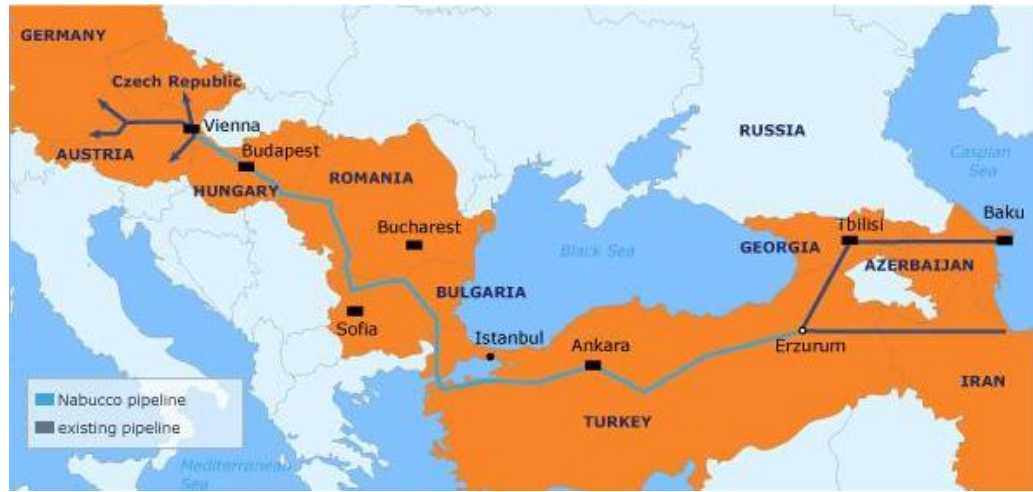 GERMANY
Czech Republic
Vienna
AUSTRIA
Budapest
HUNGARY
ROMANIA
RUSSIA
Caspian
Sea
Bucharest
Black Sea
GEORGIA
Tbilisi
Baku
AZERBAIJAN
BULGARIA
Sofia
Istanbul
Ankara
Erzurum
IRAN
TURKEY
Nabucco pipeline
existing pipeline
Mediterranean
Sea